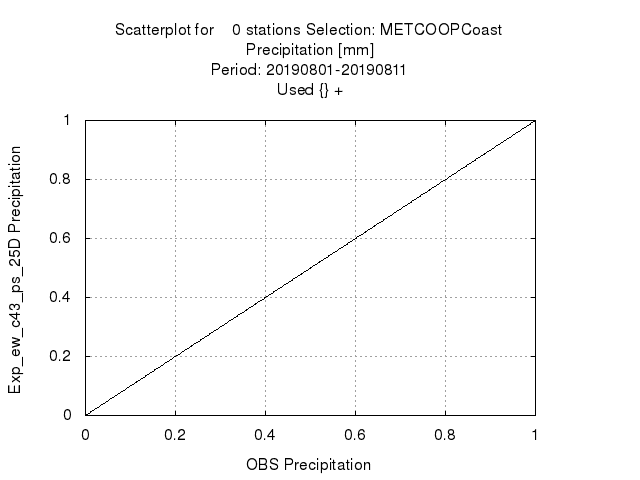 Scatterplot for    0 stations Selection: METCOOPCoast
Precipitation [mm]
Period: 20190801-20190811
Used {} +
Exp_ew_c43_ps_25D Precipitation
1
0.8
0.6
0.4
0.2
0
0 0.2 0.4 0.6 0.8 1
OBS Precipitation